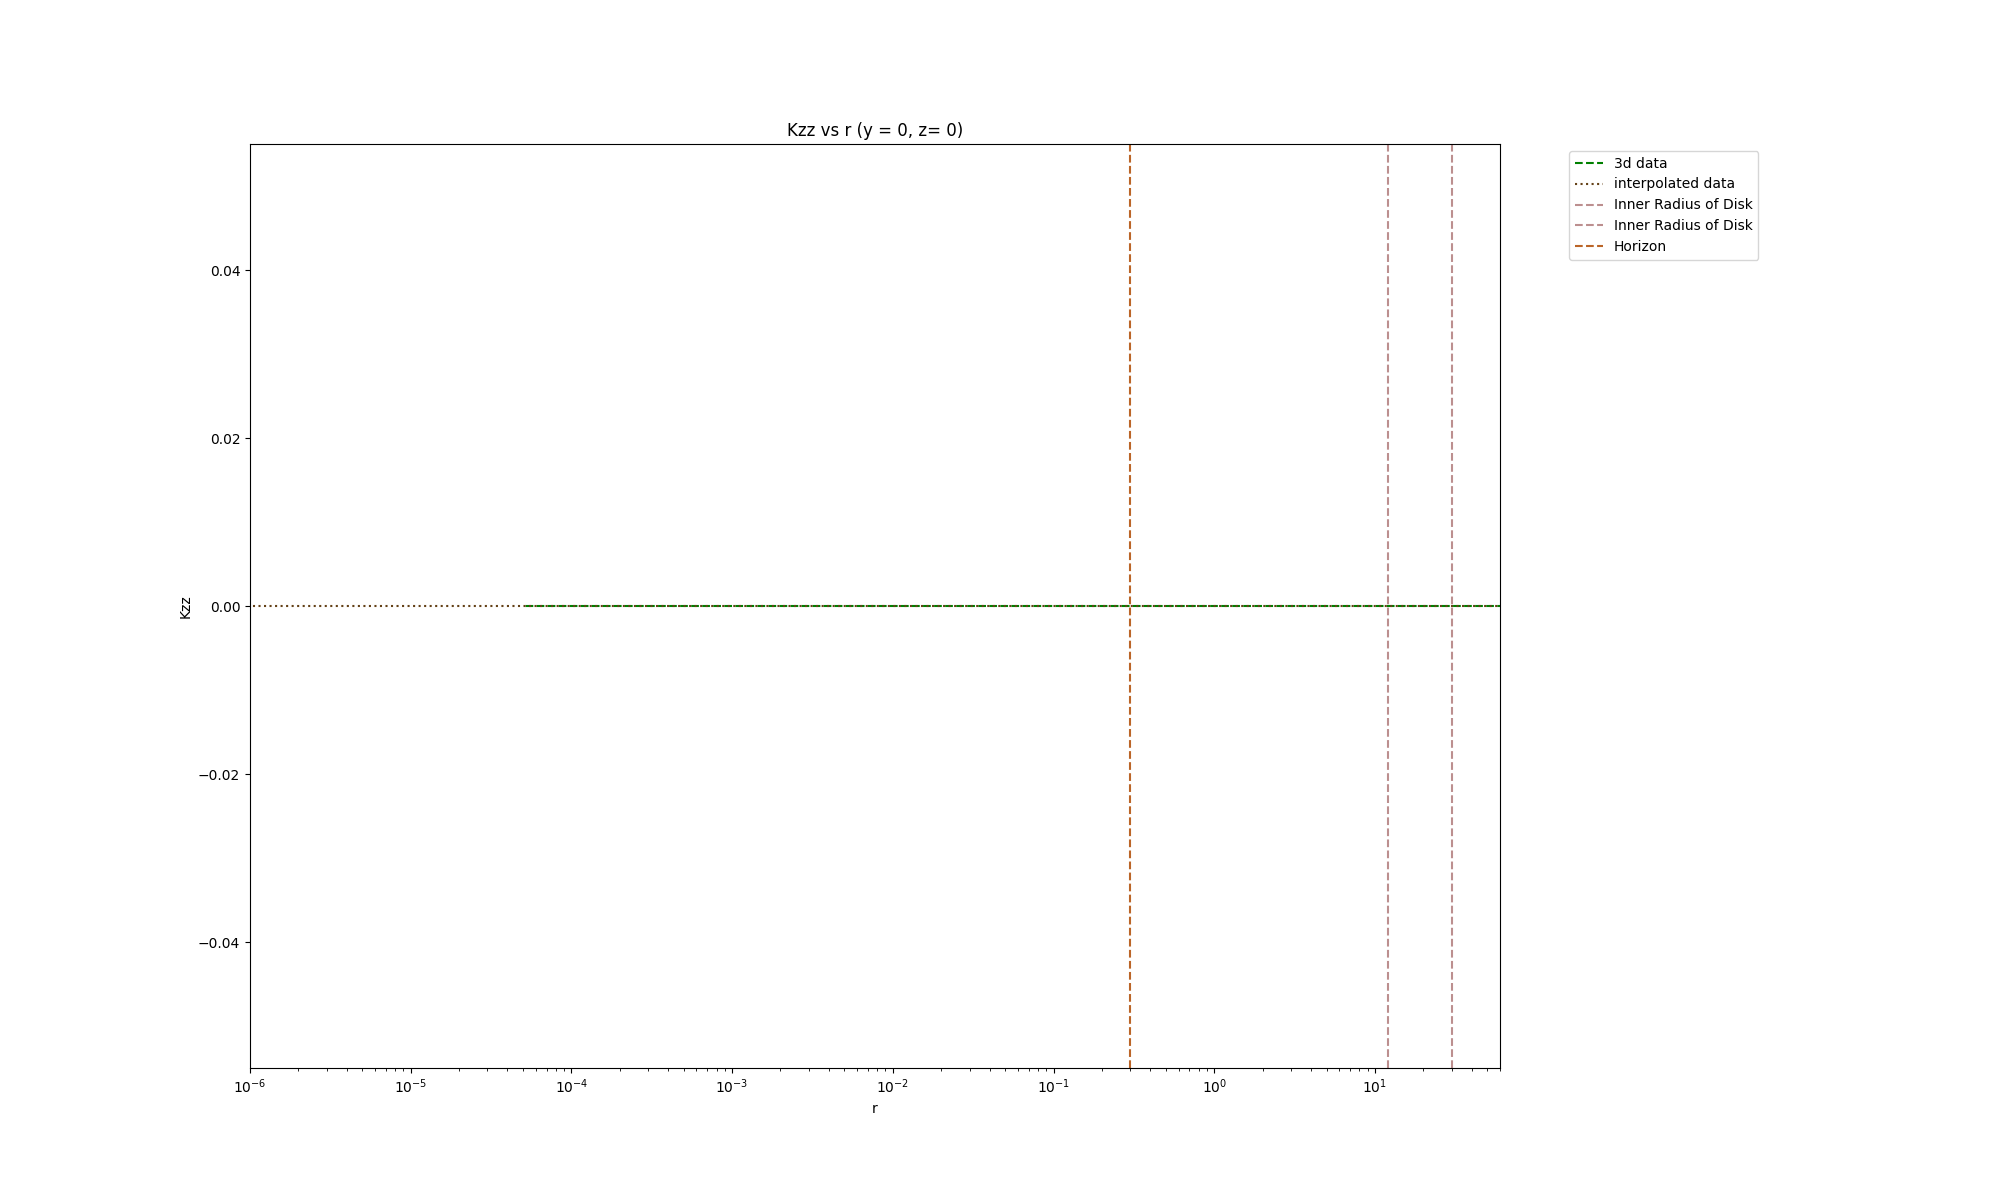 Kzz vs r (y = 0, z= 0)
3d data
interpolated data
Inner Radius of Disk
Inner Radius of Disk
Horizon
0.04
0.02
0.00
−0.02
−0.04
Kzz
10⁻⁶ 10⁻⁵ 10⁻⁴ 10⁻³ 10⁻² 10⁻¹ 10⁰ 10¹
r